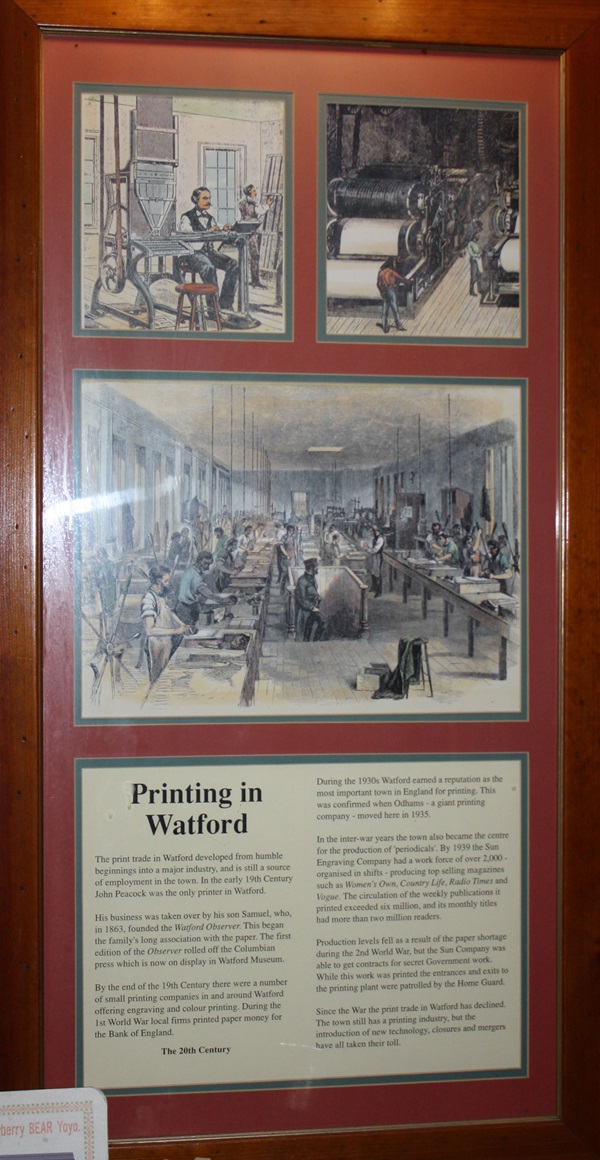 Printing in
Watford
The print trade in Watford developed from humble
beginnings into a major industry, and is still a source
of employment in the town. In the early 19th Century
John Peacock was the only printer in Watford.
His business was taken over by his son Samuel, who,
in 1863, founded the Watford Observer. This began
the family's long association with the paper. The first
edition of the Observer rolled off the Columbian
press which is now on display in Watford Museum.
By the end of the 19th Century there were a number
of small printing companies in and around Watford
offering engraving and colour printing. During the
1st World War local firms printed paper money for
the Bank of England.
The 20th Century
During the 1930s Watford earned a reputation as the
most important town in England for printing. This
was confirmed when Odhams - a giant printing
company - moved here in 1935.
In the inter-war years the town also became the centre
for the production of 'periodicals'. By 1939 the Sun
Engraving Company had a work force of over 2,000 -
organised in shifts - producing top selling magazines
such as Women's Own, Country Life, Radio Times and
Vogue. The circulation of the weekly publications it
printed exceeded six million, and its monthly titles
had more than two million readers.
Production levels fell as a result of the paper shortage
during the 2nd World War, but the Sun Company was
able to get contracts for secret Government work.
While this work was printed the entrances and exits to
the printing plant were patrolled by the Home Guard.
Since the War the print trade in Watford has declined.
The town still has a printing industry, but the
introduction of new technology, closures and mergers
have all taken their toll.
berry BEAR Yoyo.